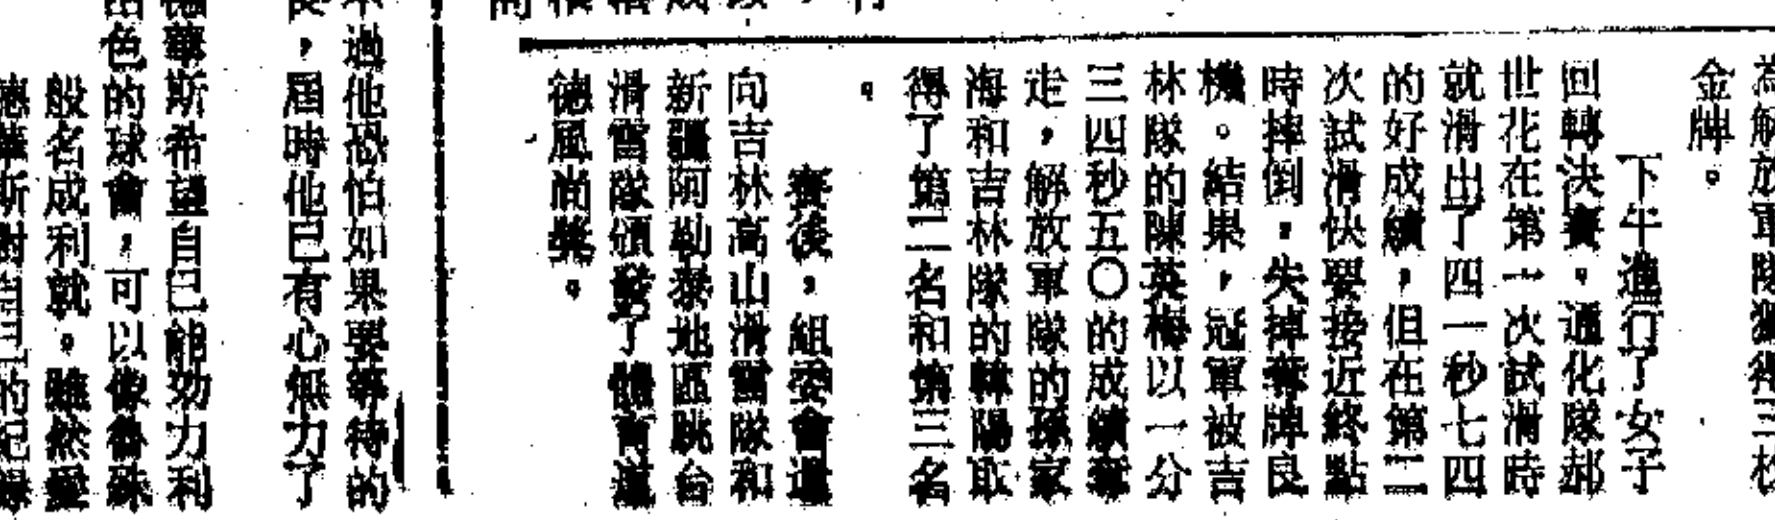 為解放軍隊獲得三枚
金牌。
下午進行了女子
回轉決賽。通化隊郝
世花在第一次試滑時
就滑出了四一秒七四
的好成績，但在第二
次試滑快要接近終點
時摔倒，失掉奪牌良
機。結果，冠軍被吉
林隊的陳英梅以一分
三四秒五〇的成績奪
走，解放軍隊的孫家
海和吉林隊的韓陽取
得了第二名和第三名
。
賽後，組委會還
向吉林高山滑雪隊和
新疆阿勒泰地區跳台
滑雪隊頒發了體育道
德風尚獎。
不過他恐怕如果要等待的
，屆時他已有心無力了
德華斯希望自己能効力利
出色的球會，可以像魯殊
般名成利就。雖然愛
德華斯對自己的紀錄